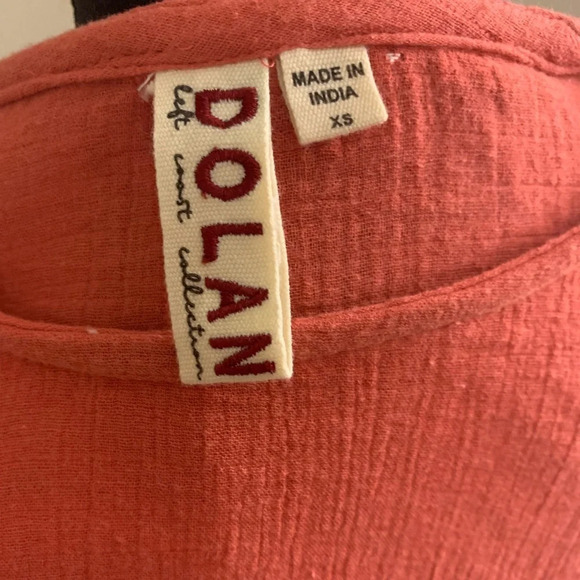 DOLAN
left coast collection
MADE IN
INDIA
XS